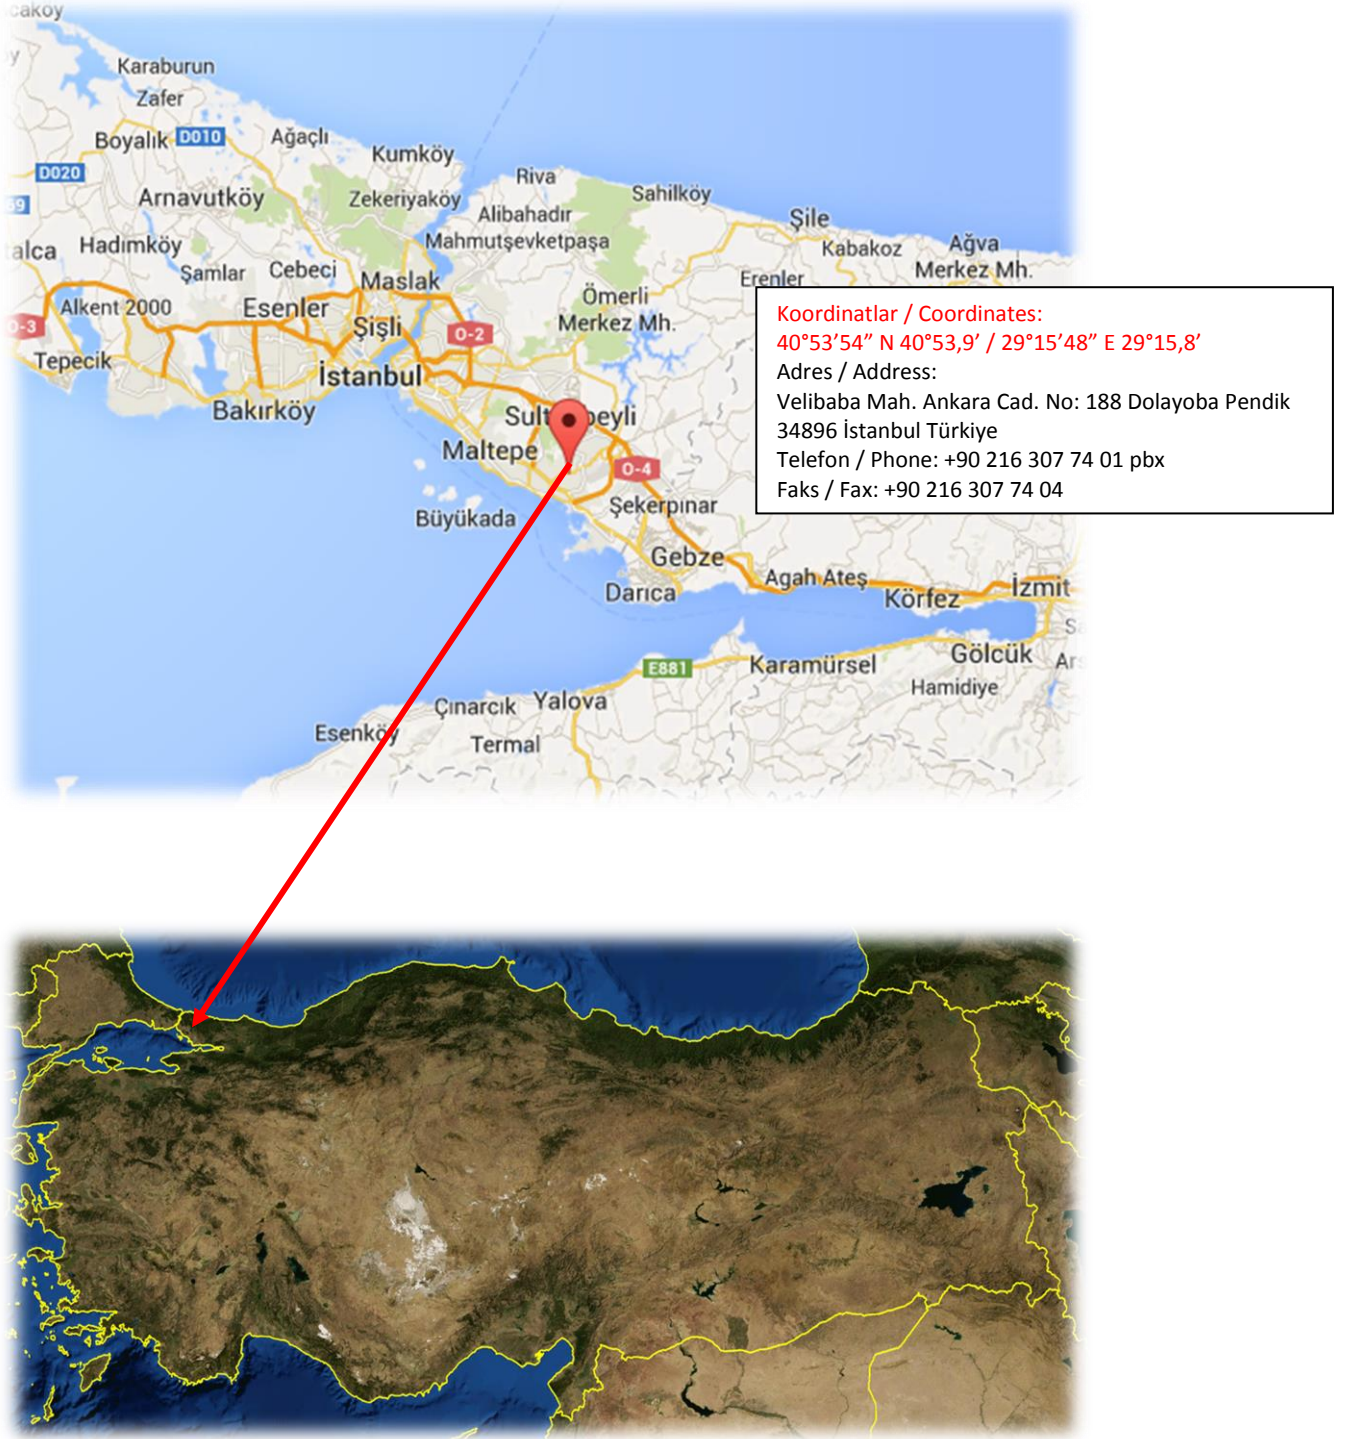 Karaburun
Zafer
Boyalık D010 Ağaçlı
Kumköy
D020
Riva
Arnavutköy
Zekeriyaköy
Sahilköy
Alibahadır
Şile
Mahmutşevketpaşa
Hadımköy
Kabakoz
Ağva
Merkez Mh.
Şamlar
Cebeci
Maslak
Erenler
Alkent 2000
Esenler
Ömerli
Merkez Mh.
Şişli
O-3
O-2
Tepecik
İstanbul
Bakırköy
Maltepe
O-4
Büyükada
Şekerpınar
Gebze
Darıca
Agah Ateş
Körfez
İzmit
E881
Karamürsel
Gölcük
Hamidiye
Çınarcık
Yalova
Esenköy
Termal
Koordinatlar / Coordinates:
40°53’54” N 40°53,9’ / 29°15’48” E 29°15,8’
Adres / Address:
Velibaba Mah. Ankara Cad. No: 188 Dolayoba Pendik
34896 İstanbul Türkiye
Telefon / Phone: +90 216 307 74 01 pbx
Faks / Fax: +90 216 307 74 04